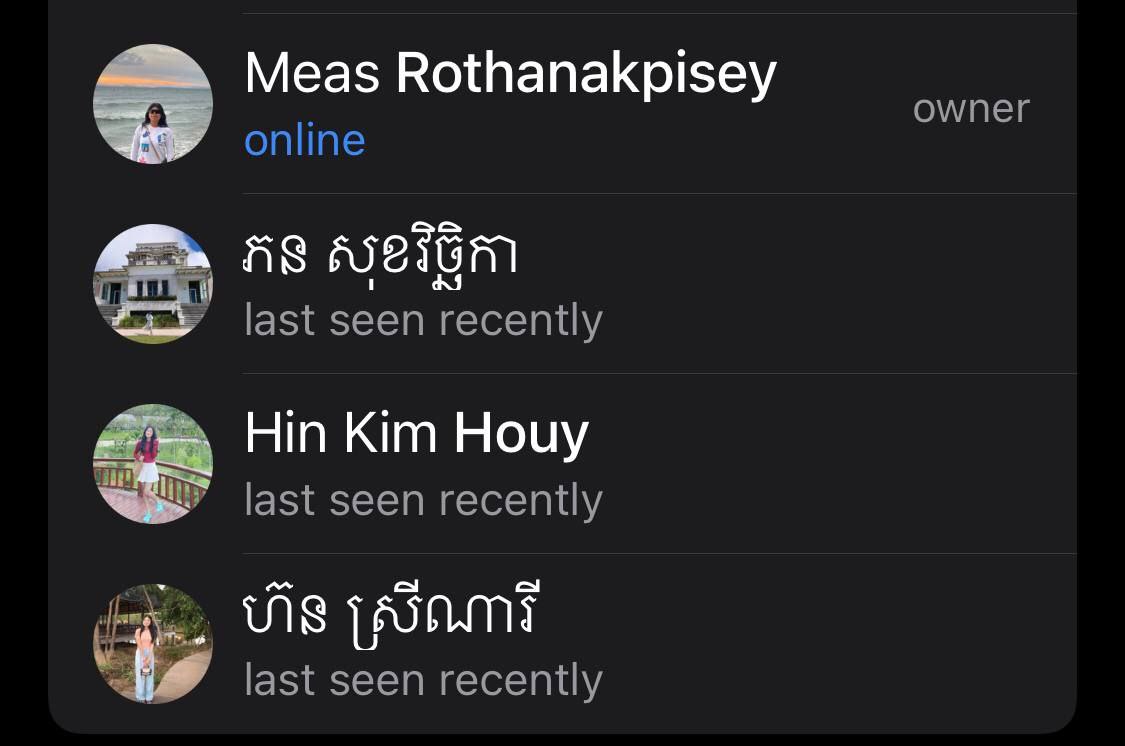 Meas Rothanakpisey
owner
online
ភន សុខវិច្ឆិកា
last seen recently
Hin Kim Houy
last seen recently
ហ៊ន ស្រីណារី
last seen recently